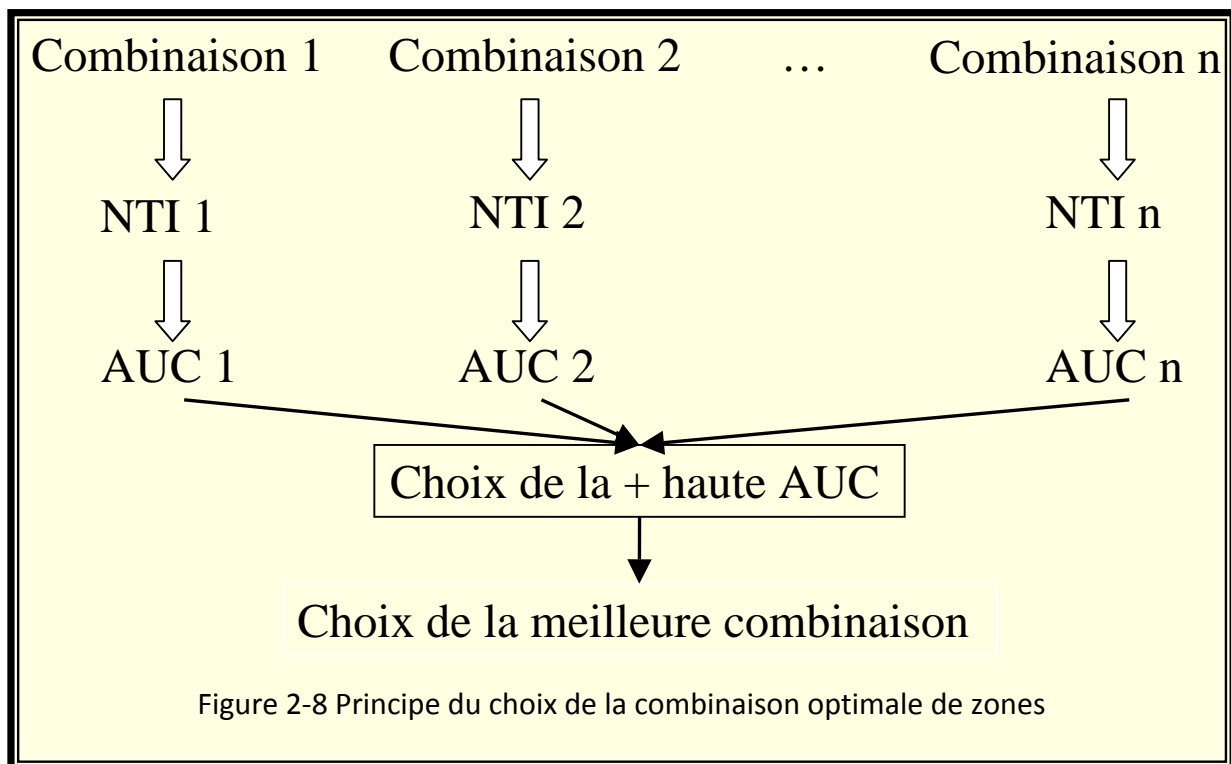 Combinaison 1 Combinaison 2 … Combinaison n
NTI 1 NTI 2 NTI n
AUC 1 AUC 2 AUC n
Choix de la + haute AUC
Choix de la meilleure combinaison
Figure 2-8 Principe du choix de la combinaison optimale de zones